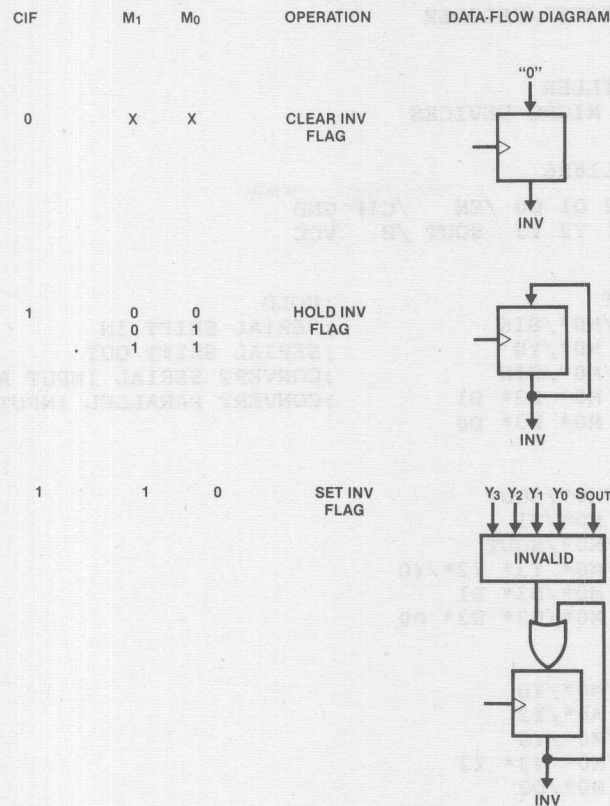 CIF M₁ M₀ OPERATION DATA-FLOW DIAGRAM
"0"
0 X X CLEAR INV
FLAG
INV
1 0 0 HOLD INV
0 1 FLAG
1 1
INV
1 1 0 SET INV
FLAG
Y₃ Y₂ Y₁ Y₀ SOUT
INVALID
INV